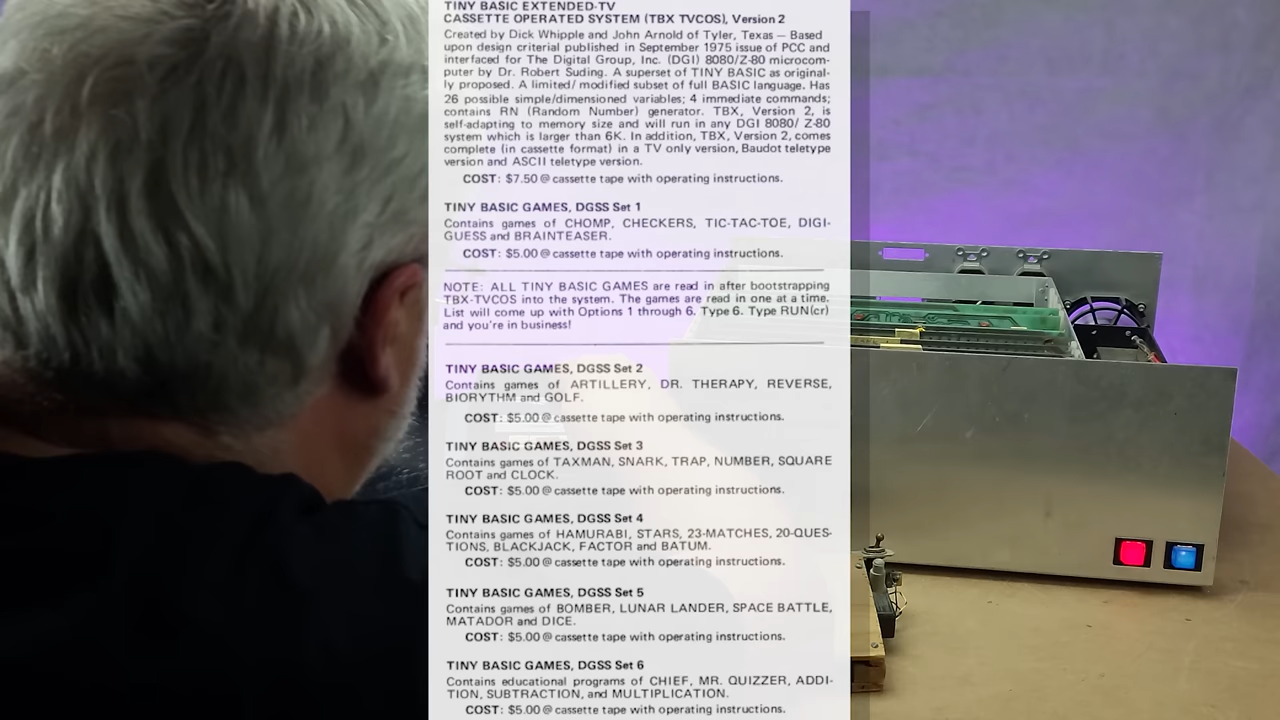 TINY BASIC EXTENDED-TV
CASSETTE OPERATED SYSTEM (TBX TVCOS), Version 2
Created by Dick Whipple and John Arnold of Tyler, Texas — Based
upon design criterial published in September 1975 issue of PCC and
interfaced for The Digital Group, Inc. (DGI) 8080/Z-80 microcom-
puter by Dr. Robert Suding. A superset of TINY BASIC as original-
ly proposed. A limited/ modified subset of full BASIC language. Has
26 possible simple/dimensioned variables; 4 immediate commands;
contains RN (Random Number) generator. TBX, Version 2, is
self-adapting to memory size and will run in any DGI 8080/ Z-80
system which is larger than 6K. In addition, TBX, Version 2, comes
complete (in cassette format) in a TV only version, Baudot teletype
version and ASCII teletype version.
COST: $7.50 @ cassette tape with operating instructions.
TINY BASIC GAMES, DGSS Set 1
Contains games of CHOMP, CHECKERS, TIC-TAC-TOE, DIGI-
GUESS and BRAINTEASER.
COST: $5.00 @ cassette tape with operating instructions.
NOTE: ALL TINY BASIC GAMES are read in after bootstrapping
TBX-TVCOS into the system. The games are read in one at a time.
List will come up with Options 1 through 6. Type 6. Type RUN(cr)
and you're in business!
TINY BASIC GAMES, DGSS Set 2
Contains games of ARTILLERY, DR. THERAPY, REVERSE,
BIORYTHM and GOLF.
COST: $5.00 @ cassette tape with operating instructions.
TINY BASIC GAMES, DGSS Set 3
Contains games of TAXMAN, SNARK, TRAP, NUMBER, SQUARE
ROOT and CLOCK.
COST: $5.00 @ cassette tape with operating instructions.
TINY BASIC GAMES, DGSS Set 4
Contains games of HAMURABI, STARS, 23-MATCHES, 20-QUES-
TIONS, BLACKJACK, FACTOR and BATUM.
COST: $5.00 @ cassette tape with operating instructions.
TINY BASIC GAMES, DGSS Set 5
Contains games of BOMBER, LUNAR LANDER, SPACE BATTLE,
MATADOR and DICE.
COST: $5.00 @ cassette tape with operating instructions.
TINY BASIC GAMES, DGSS Set 6
Contains educational programs of CHIEF, MR. QUIZZER, ADDI-
TION, SUBTRACTION, and MULTIPLICATION.
COST: $5.00 @ cassette tape with operating instructions.